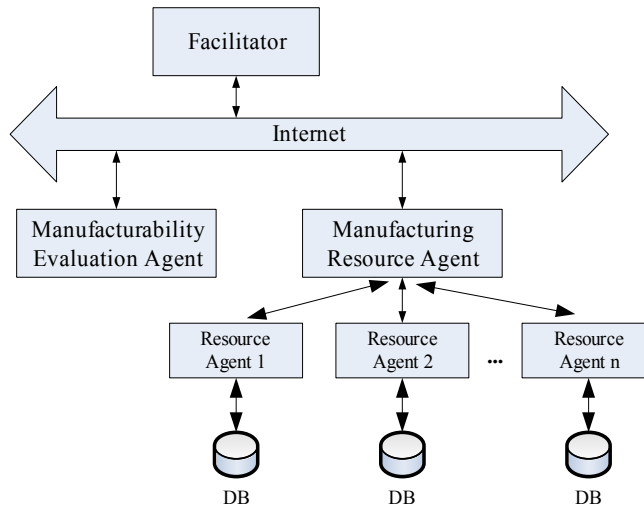 Facilitator
Internet
Manufacturability
Evaluation Agent
Manufacturing
Resource Agent
Resource
Agent 1
Resource
Agent 2
...
Resource
Agent n
DB
DB
DB